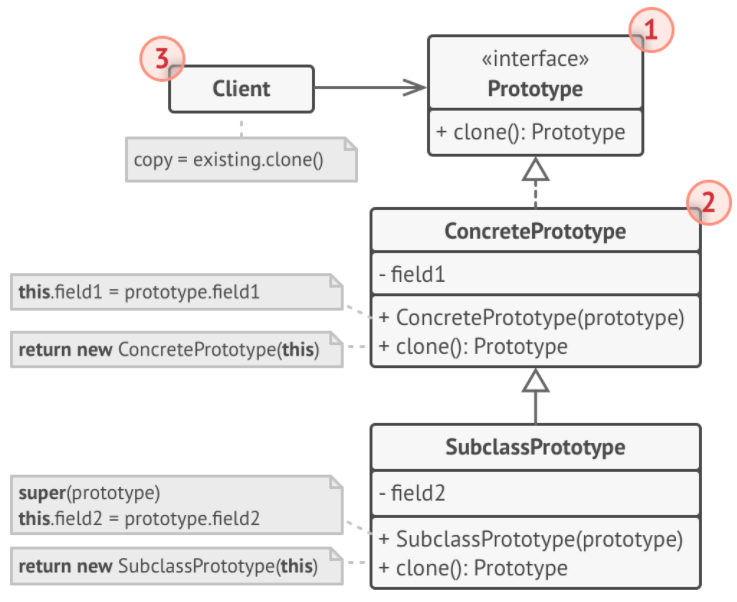 1
3
«interface»
Prototype
Client
+ clone(): Prototype
copy = existing.clone()
2
ConcretePrototype
- field1
this.field1 = prototype.field1
+ ConcretePrototype(prototype)
return new ConcretePrototype(this)
+ clone(): Prototype
SubclassPrototype
- field2
super(prototype)
this.field2 = prototype.field2
+ SubclassPrototype(prototype)
return new SubclassPrototype(this)
+ clone(): Prototype